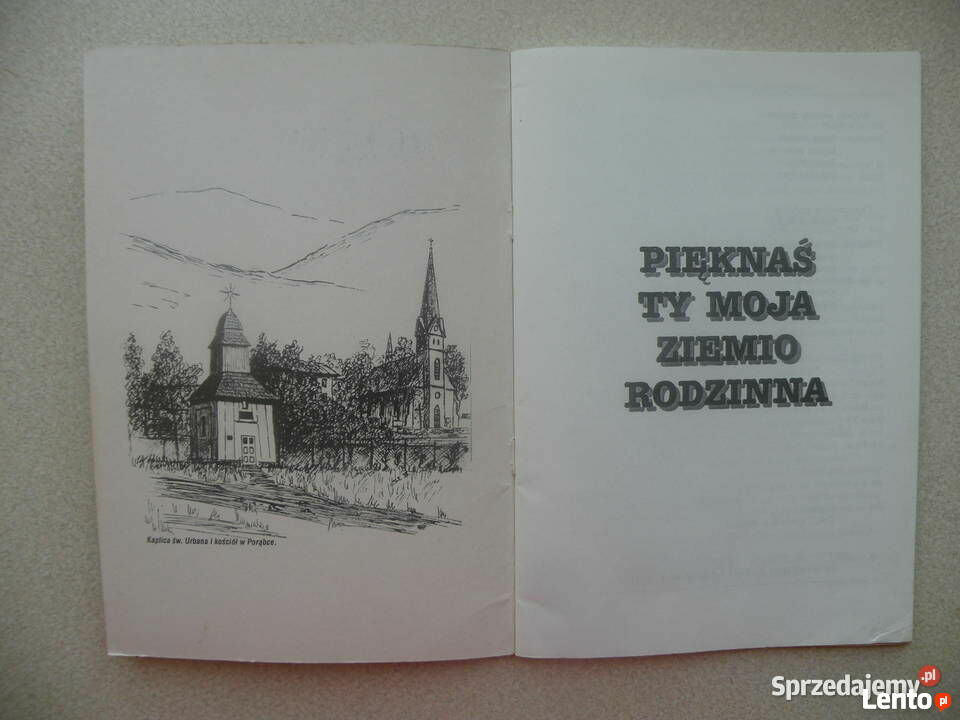 Kaplica św. Urbana i kościół w Porąbce.
PIĘKNAŚ
TY MOJA
ZIEMIO
RODZINNA
Sprzedajemy.pl
Lento.pl